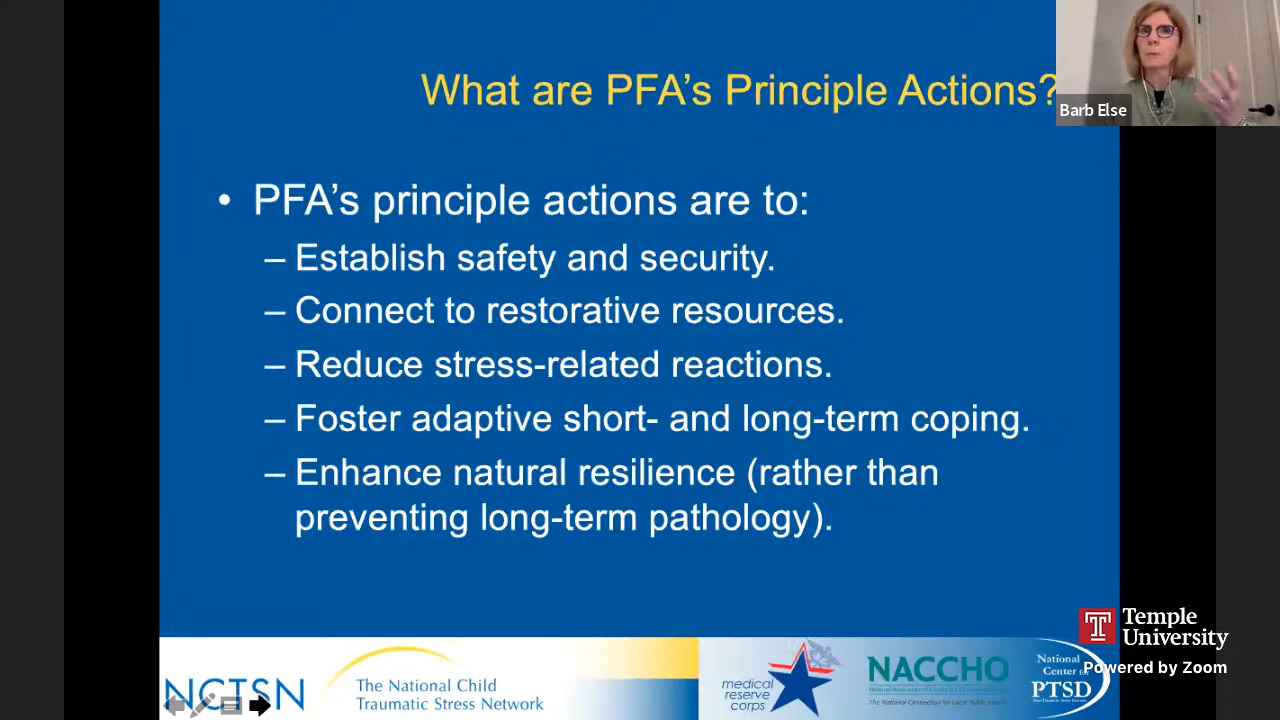 What are PFA's Principle Actions?
Barb Else
• PFA's principle actions are to:
– Establish safety and security.
– Connect to restorative resources.
– Reduce stress-related reactions.
– Foster adaptive short- and long-term coping.
– Enhance natural resilience (rather than
preventing long-term pathology).
Temple
University
Powered by Zoom
NCTSN
The National Child
Traumatic Stress Network
medical
reserve
corps
NACCHO
National
Center for
PTSD